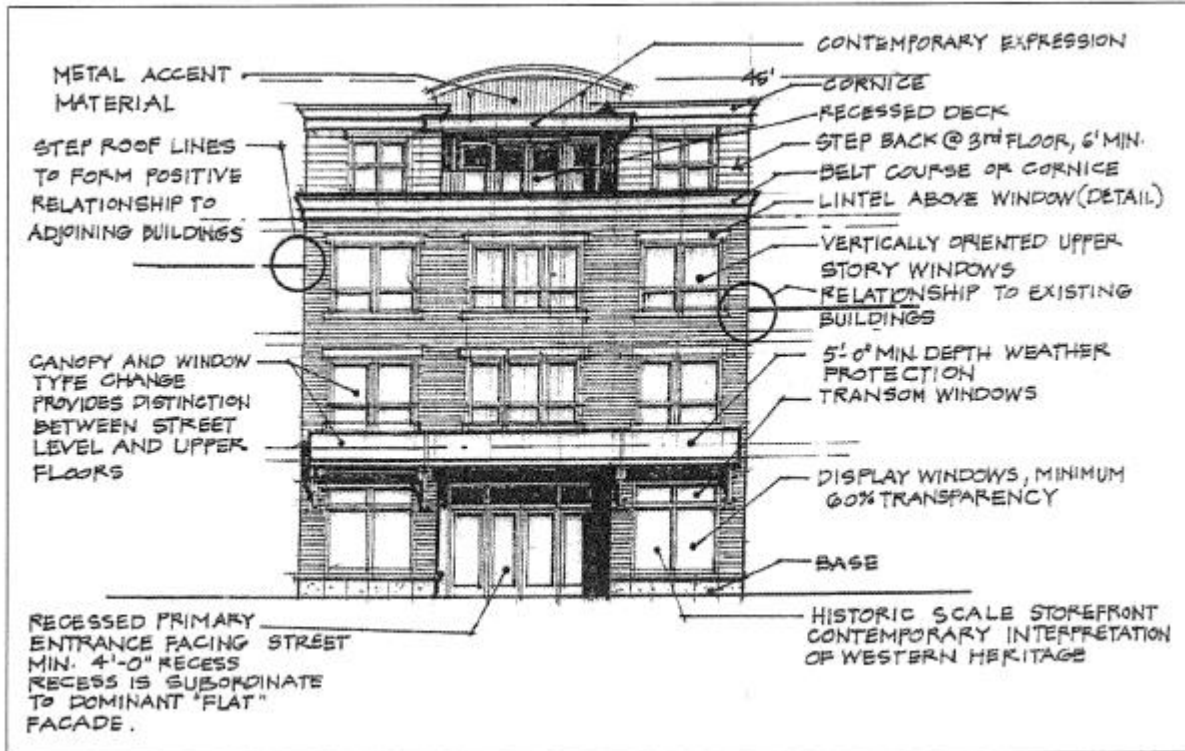 METAL ACCENT
MATERIAL
STEP ROOF LINES
TO FORM POSITIVE
RELATIONSHIP TO
ADJOINING BUILDINGS
CANOPY AND WINDOW
TYPE CHANGE
PROVIDES DISTINCTION
BETWEEN STREET
LEVEL AND UPPER
FLOORS
RECESSED PRIMARY
ENTRANCE FACING STREET
MIN. 4'-0" RECESS
RECESS IS SUBORDINATE
TO DOMINANT "FLAT"
FACADE.
CONTEMPORARY EXPRESSION
45'
CORNICE
RECESSED DECK
STEP BACK @ 3rd FLOOR, 6' MIN.
BELT COURSE OR CORNICE
LINTEL ABOVE WINDOW (DETAIL)
VERTICALLY ORIENTED UPPER
STORY WINDOWS
RELATIONSHIP TO EXISTING
BUILDINGS
5'-0" MIN. DEPTH WEATHER
PROTECTION
TRANSOM WINDOWS
DISPLAY WINDOWS, MINIMUM
60% TRANSPARENCY
BASE
HISTORIC SCALE STOREFRONT
CONTEMPORARY INTERPRETATION
OF WESTERN HERITAGE